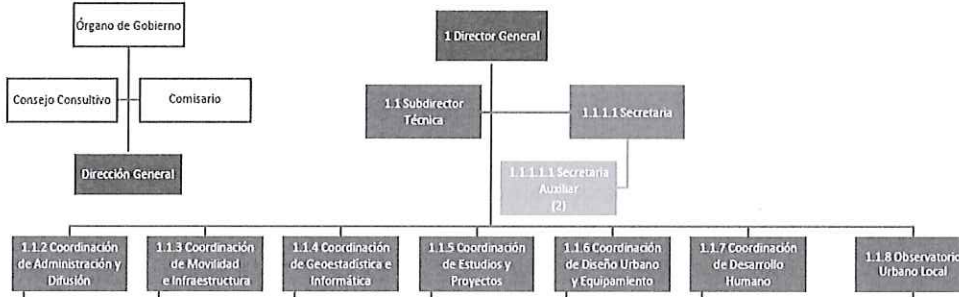 Órgano de Gobierno
Consejo Consultivo
Comisario
Dirección General
1 Director General
1.1 Subdirector
Técnica
1.1.1.1 Secretaria
1.1.1.1.1 Secretaria
Auxiliar
(2)
1.1.2 Coordinación
de Administración y
Difusión
1.1.3 Coordinación
de Movilidad
e Infraestructura
1.1.4 Coordinación
de Geoestadística e
Informática
1.1.5 Coordinación
de Estudios y
Proyectos
1.1.6 Coordinación
de Diseño Urbano
y Equipamiento
1.1.7 Coordinación
de Desarrollo
Humano
1.1.8 Observatorio
Urbano Local